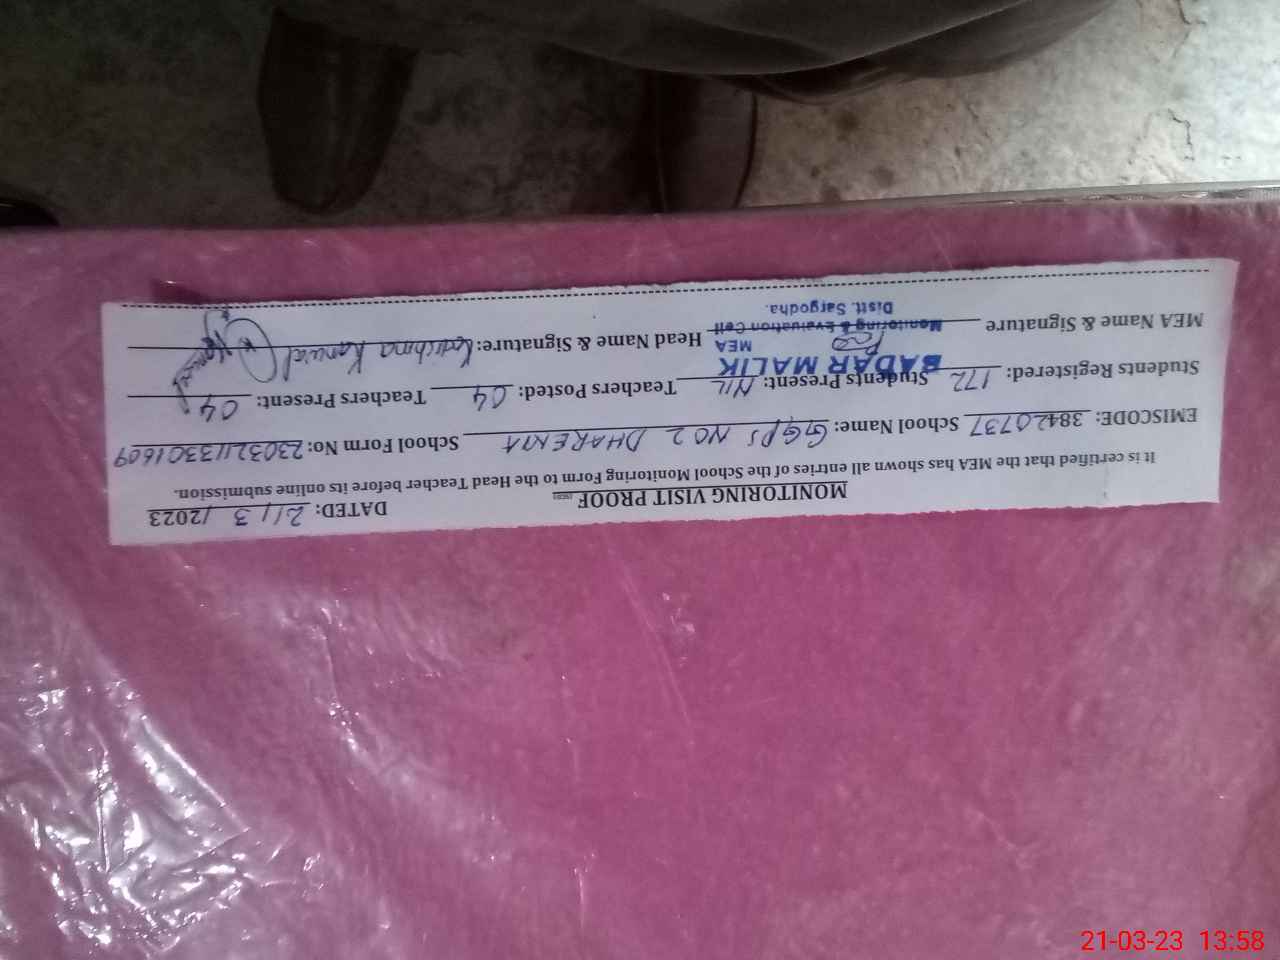 MONITORING VISIT PROOF DATED: 21/3/2023
It is certified that the MEA has shown all entries of the School Monitoring Form to the Head Teacher before its online submission.
EMISCODE: 38420737 School Name: GGPS NO 2 DHAREMA School Form No: 230321113301609
Students Registered: 172 Students Present: NIL Teachers Posted: 04 Teachers Present: 04
MEA Name & Signature Head Name & Signature: Karishma Kanwal
BADAR MALIK
MEA
Monitoring & Evaluation Cell
Distt. Sargodha.
21-03-23 13:58